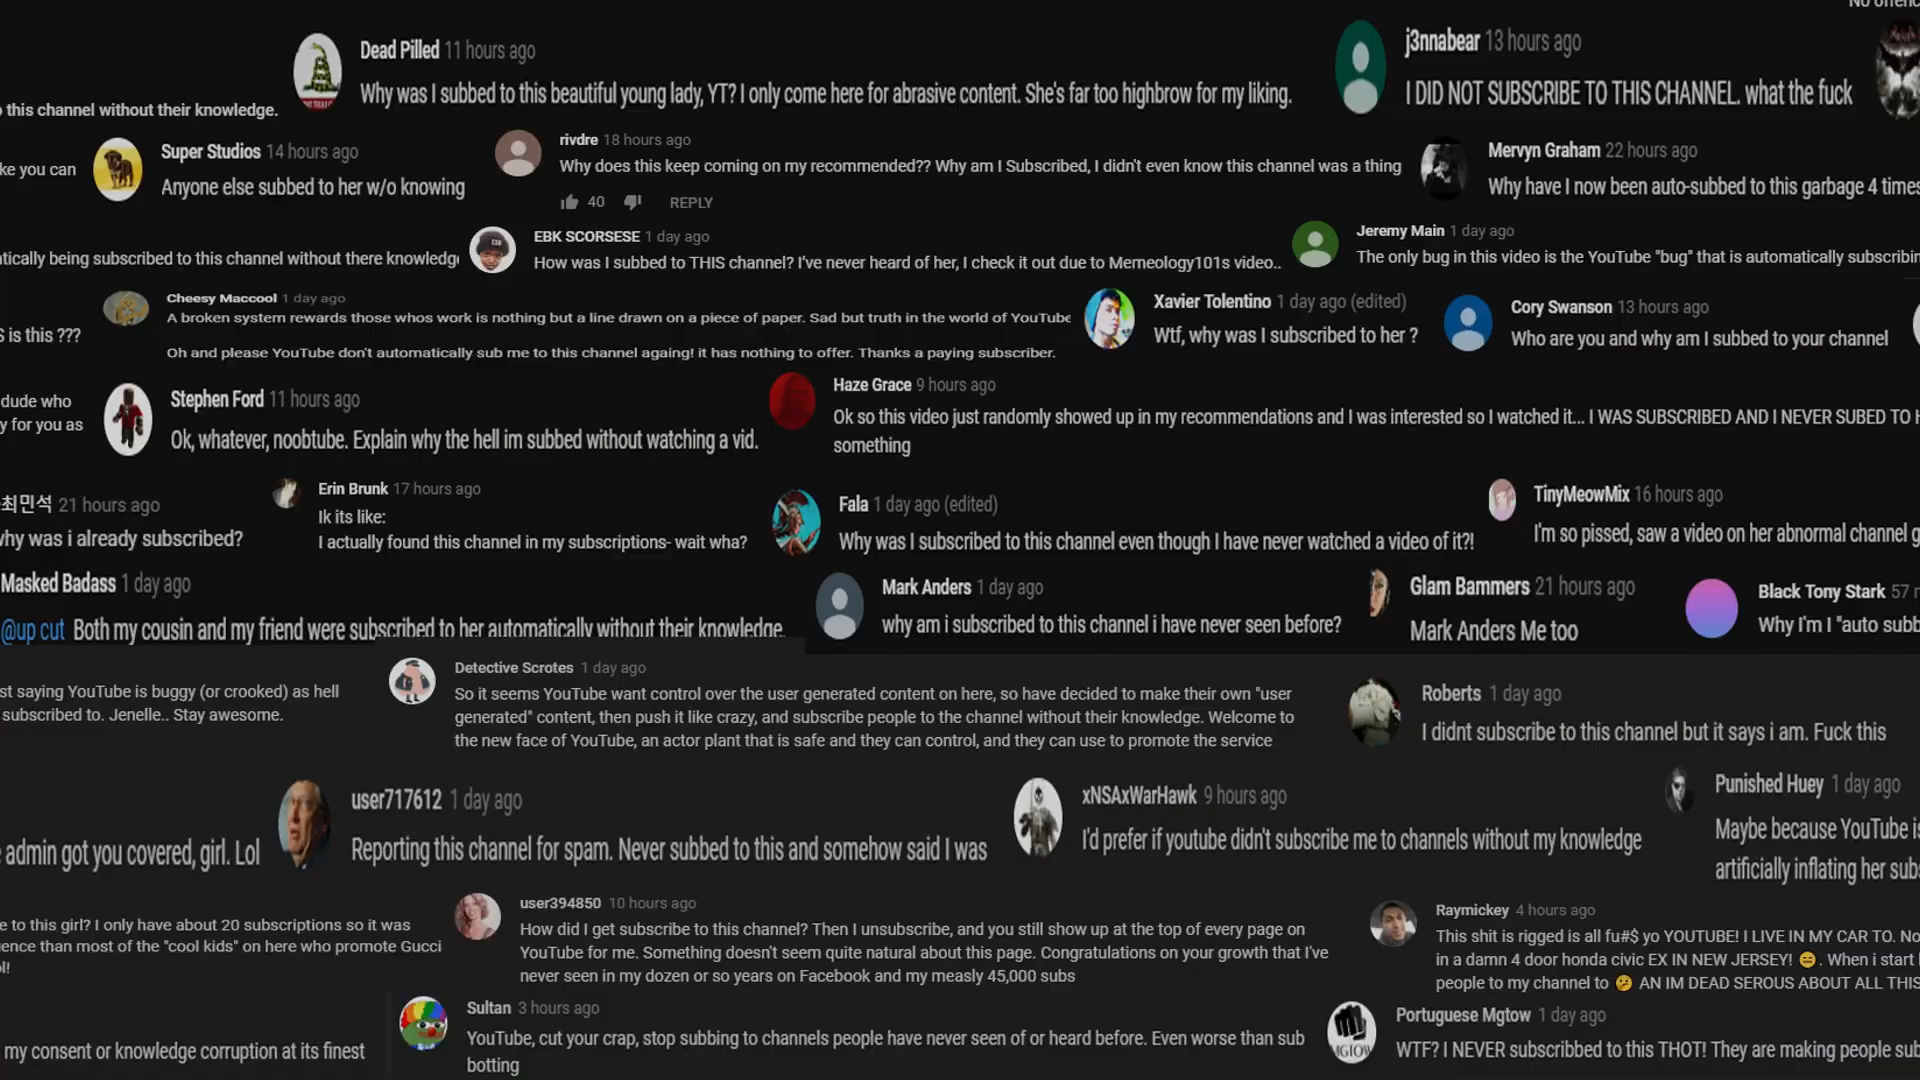 No offence
Dead Pilled 11 hours ago
Why was I subbed to this beautiful young lady, YT? I only come here for abrasive content. She's far too highbrow for my liking.
j3nnabear 13 hours ago
I DID NOT SUBSCRIBE TO THIS CHANNEL. what the fuck
this channel without their knowledge.
ke you can
Super Studios 14 hours ago
Anyone else subbed to her w/o knowing
rivdre 18 hours ago
Why does this keep coming on my recommended?? Why am I Subscribed, I didn't even know this channel was a thing
40 REPLY
Mervyn Graham 22 hours ago
Why have I now been auto-subbed to this garbage 4 times
atically being subscribed to this channel without there knowledge
EBK SCORSESE 1 day ago
How was I subbed to THIS channel? I've never heard of her, I check it out due to Memeology101s video..
Jeremy Main 1 day ago
The only bug in this video is the YouTube "bug" that is automatically subscribin
S is this ???
Cheesy Maccool 1 day ago
A broken system rewards those whos work is nothing but a line drawn on a piece of paper. Sad but truth in the world of YouTube
Oh and please YouTube don't automatically sub me to this channel againg! it has nothing to offer. Thanks a paying subscriber.
Xavier Tolentino 1 day ago (edited)
Wtf, why was I subscribed to her ?
Cory Swanson 13 hours ago
Who are you and why am I subbed to your channel
dude who
y for you as
Stephen Ford 11 hours ago
Ok, whatever, noobtube. Explain why the hell im subbed without watching a vid.
Haze Grace 9 hours ago
Ok so this video just randomly showed up in my recommendations and I was interested so I watched it... I WAS SUBSCRIBED AND I NEVER SUBED TO H
something
최민석 21 hours ago
why was i already subscribed?
Erin Brunk 17 hours ago
Ik its like:
I actually found this channel in my subscriptions- wait wha?
Fala 1 day ago (edited)
Why was I subscribed to this channel even though I have never watched a video of it?!
TinyMeowMix 16 hours ago
I'm so pissed, saw a video on her abnormal channel g
Masked Badass 1 day ago
@up cut Both my cousin and my friend were subscribed to her automatically without their knowledge.
Mark Anders 1 day ago
why am i subscribed to this channel i have never seen before?
Glam Bammers 21 hours ago
Mark Anders Me too
Black Tony Stark 57 m
Why I'm I "auto subb
st saying YouTube is buggy (or crooked) as hell
subscribed to. Jenelle.. Stay awesome.
Detective Scrotes 1 day ago
So it seems YouTube want control over the user generated content on here, so have decided to make their own "user
generated" content, then push it like crazy, and subscribe people to the channel without their knowledge. Welcome to
the new face of YouTube, an actor plant that is safe and they can control, and they can use to promote the service
Roberts 1 day ago
I didnt subscribe to this channel but it says i am. Fuck this
admin got you covered, girl. Lol
user717612 1 day ago
Reporting this channel for spam. Never subbed to this and somehow said I was
xNSAxWarHawk 9 hours ago
I'd prefer if youtube didn't subscribe me to channels without my knowledge
Punished Huey 1 day ago
Maybe because YouTube is
artificially inflating her subs
e to this girl? I only have about 20 subscriptions so it was
ience than most of the "cool kids" on here who promote Gucci
ol!
user394850 10 hours ago
How did I get subscribe to this channel? Then I unsubscribe, and you still show up at the top of every page on
YouTube for me. Something doesn't seem quite natural about this page. Congratulations on your growth that I've
never seen in my dozen or so years on Facebook and my measly 45,000 subs
Raymickey 4 hours ago
This shit is rigged is all fu#$ yo YOUTUBE! I LIVE IN MY CAR TO. No
in a damn 4 door honda civic EX IN NEW JERSEY! 😑 . When i start
people to my channel to 🤔 AN IM DEAD SEROUS ABOUT ALL THIS
my consent or knowledge corruption at its finest
Sultan 3 hours ago
YouTube, cut your crap, stop subbing to channels people have never seen of or heard before. Even worse than sub
botting
MGTOW
Portuguese Mgtow 1 day ago
WTF? I NEVER subscribbed to this THOT! They are making people sub